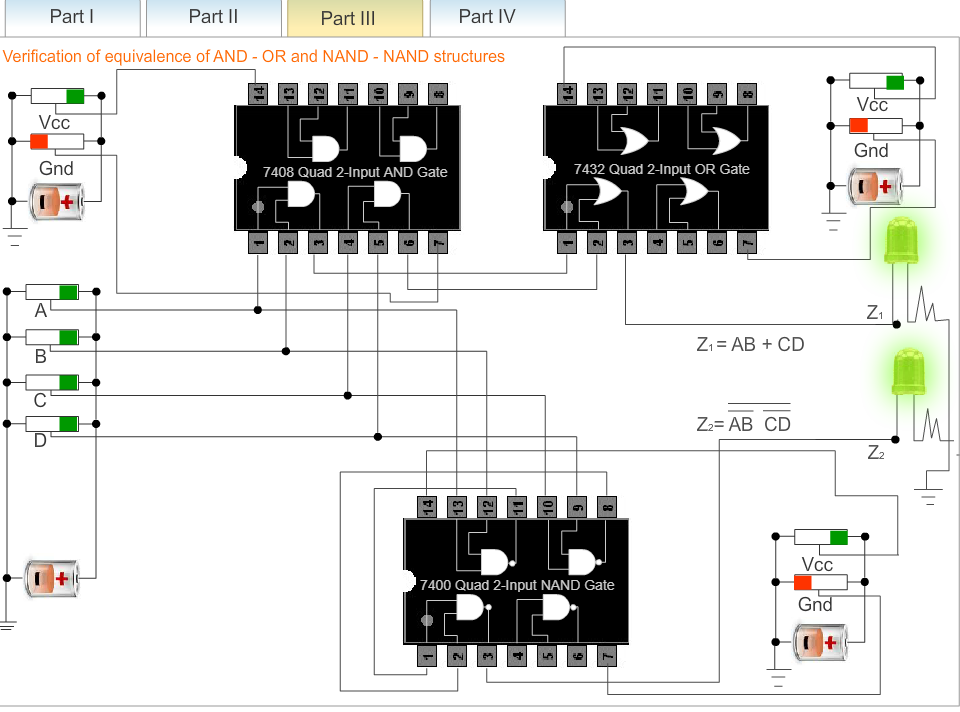 Part I Part II Part III Part IV
Verification of equivalence of AND - OR and NAND - NAND structures
14 13 12 11 10 9 8
14 13 12 11 10 9 8
Vcc
Gnd
Vcc
Gnd
7408 Quad 2-Input AND Gate
7432 Quad 2-Input OR Gate
1 2 3 4 5 6 7
1 2 3 4 5 6 7
A
B
C
D
Z1
Z1 = AB + CD
Z2= AB CD
Z2
14 13 12 11 10 9 8
7400 Quad 2-Input NAND Gate
1 2 3 4 5 6 7
Vcc
Gnd